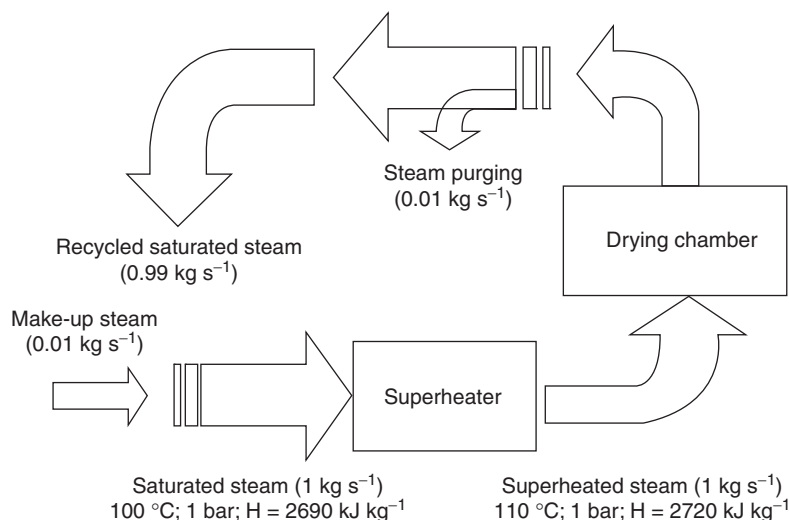 Steam purging
(0.01 kg s⁻¹)
Drying chamber
Recycled saturated steam
(0.99 kg s⁻¹)
Make-up steam
(0.01 kg s⁻¹)
Superheater
Saturated steam (1 kg s⁻¹)
100 °C; 1 bar; H = 2690 kJ kg⁻¹
Superheated steam (1 kg s⁻¹)
110 °C; 1 bar; H = 2720 kJ kg⁻¹